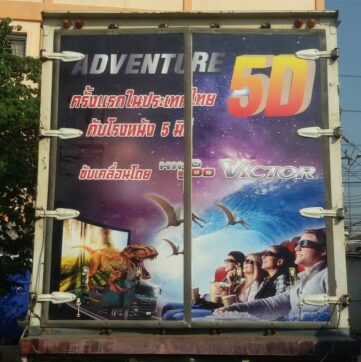 ADVENTURE
5D
ครั้งแรกในประเทศไทย
กับโรงหนัง 5 มิติ
ขับเคลื่อนโดย HINO 500 VICTOR